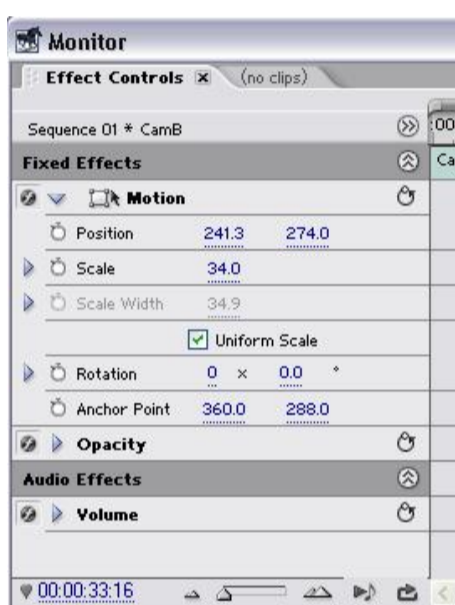 Monitor
Effect Controls x (no clips)
Sequence 01 * CamB
:00
Fixed Effects
Ca
Motion
Position 241.3 274.0
Scale 34.0
Scale Width 34.9
Uniform Scale
Rotation 0 x 0.0 °
Anchor Point 360.0 288.0
Opacity
Audio Effects
Volume
00:00:33:16